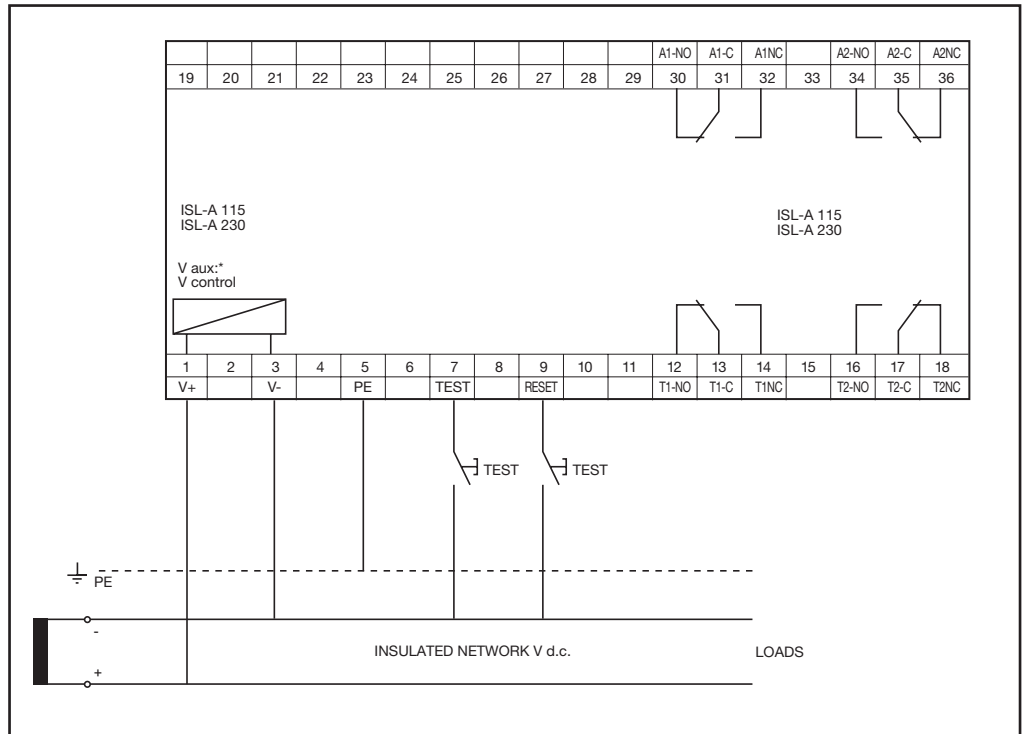 A1-NO A1-C A1NC A2-NO A2-C A2NC
19 20 21 22 23 24 25 26 27 28 29 30 31 32 33 34 35 36
ISL-A 115
ISL-A 230
ISL-A 115
ISL-A 230
V aux:*
V control
1 2 3 4 5 6 7 8 9 10 11 12 13 14 15 16 17 18
V+ V- PE TEST RESET T1-NO T1-C T1NC T2-NO T2-C T2NC
TEST TEST
PE
-
INSULATED NETWORK V d.c. LOADS
+